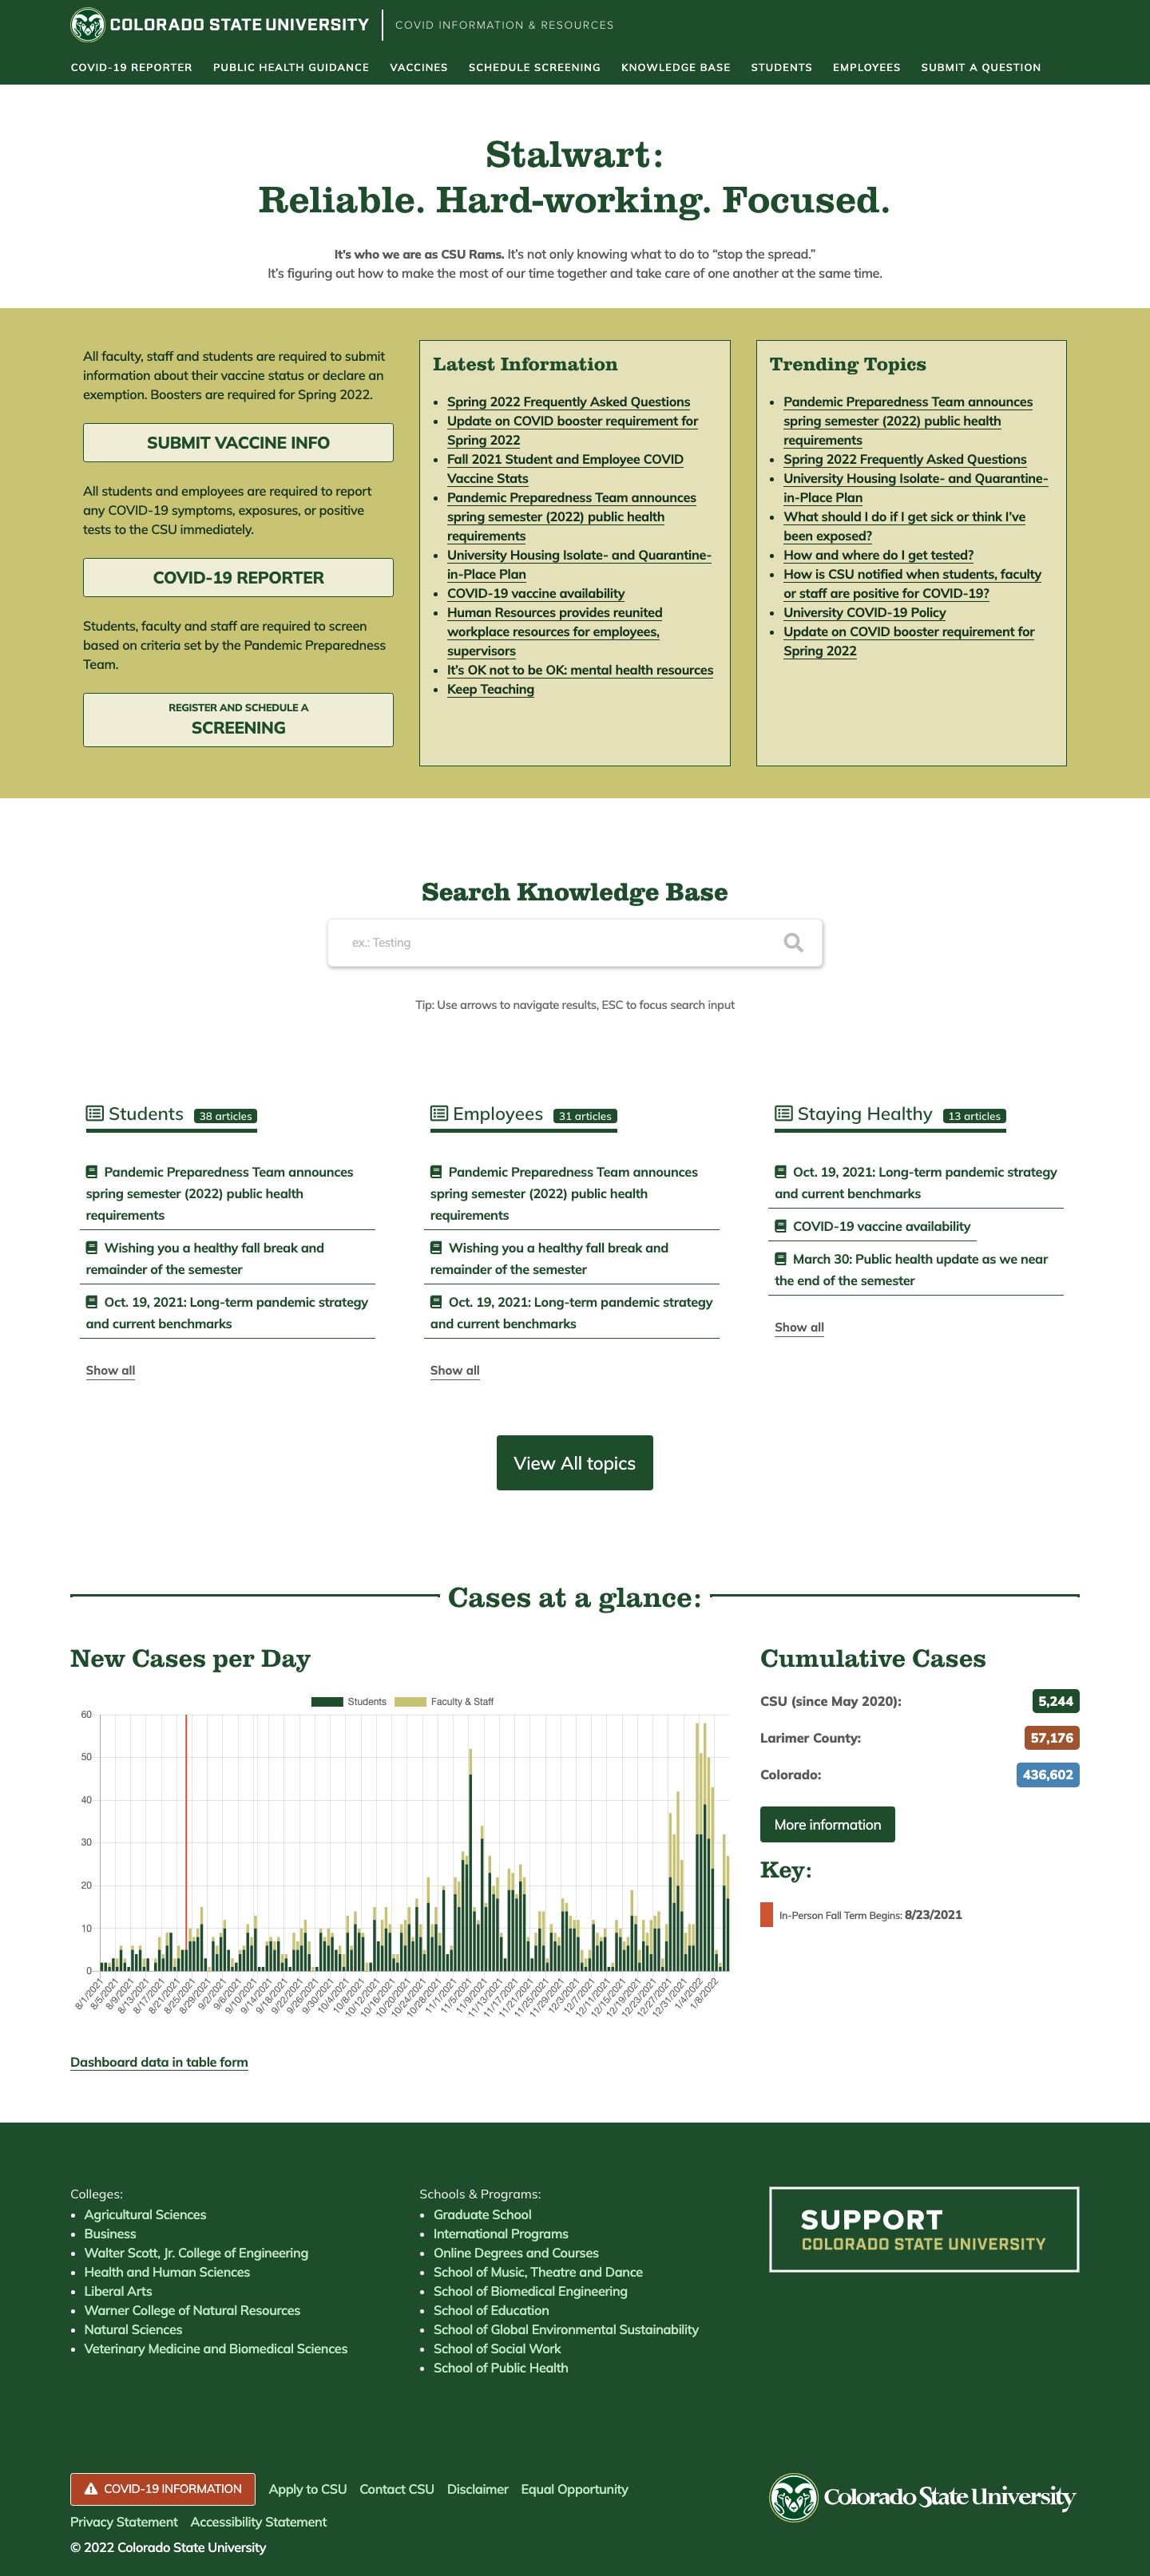 COLORADO STATE UNIVERSITY
COVID INFORMATION & RESOURCES
COVID-19 REPORTER PUBLIC HEALTH GUIDANCE VACCINES SCHEDULE SCREENING KNOWLEDGE BASE STUDENTS EMPLOYEES SUBMIT A QUESTION
Stalwart:
Reliable. Hard-working. Focused.
It's who we are as CSU Rams. It's not only knowing what to do to "stop the spread."
It's figuring out how to make the most of our time together and take care of one another at the same time.
All faculty, staff and students are required to submit
information about their vaccine status or declare an
exemption. Boosters are required for Spring 2022.
SUBMIT VACCINE INFO
All students and employees are required to report
any COVID-19 symptoms, exposures, or positive
tests to the CSU immediately.
COVID-19 REPORTER
Students, faculty and staff are required to screen
based on criteria set by the Pandemic Preparedness
Team.
REGISTER AND SCHEDULE A
SCREENING
Latest Information
Spring 2022 Frequently Asked Questions
Update on COVID booster requirement for
Spring 2022
Fall 2021 Student and Employee COVID
Vaccine Stats
Pandemic Preparedness Team announces
spring semester (2022) public health
requirements
University Housing Isolate- and Quarantine-
in-Place Plan
COVID-19 vaccine availability
Human Resources provides reunited
workplace resources for employees,
supervisors
It's OK not to be OK: mental health resources
Keep Teaching
Trending Topics
Pandemic Preparedness Team announces
spring semester (2022) public health
requirements
Spring 2022 Frequently Asked Questions
University Housing Isolate- and Quarantine-
in-Place Plan
What should I do if I get sick or think I've
been exposed?
How and where do I get tested?
How is CSU notified when students, faculty
or staff are positive for COVID-19?
University COVID-19 Policy
Update on COVID booster requirement for
Spring 2022
Search Knowledge Base
ex.: Testing
Tip: Use arrows to navigate results, ESC to focus search input
Students 38 articles
Pandemic Preparedness Team announces
spring semester (2022) public health
requirements
Wishing you a healthy fall break and
remainder of the semester
Oct. 19, 2021: Long-term pandemic strategy
and current benchmarks
Show all
Employees 31 articles
Pandemic Preparedness Team announces
spring semester (2022) public health
requirements
Wishing you a healthy fall break and
remainder of the semester
Oct. 19, 2021: Long-term pandemic strategy
and current benchmarks
Show all
Staying Healthy 13 articles
Oct. 19, 2021: Long-term pandemic strategy
and current benchmarks
COVID-19 vaccine availability
March 30: Public health update as we near
the end of the semester
Show all
View All topics
Cases at a glance:
New Cases per Day
Students Faculty & Staff
60
50
40
30
20
10
0
8/1/2021
8/5/2021
8/9/2021
8/13/2021
8/17/2021
8/21/2021
8/25/2021
8/29/2021
9/2/2021
9/6/2021
9/10/2021
9/14/2021
9/18/2021
9/22/2021
9/26/2021
9/30/2021
10/4/2021
10/8/2021
10/12/2021
10/16/2021
10/20/2021
10/24/2021
10/28/2021
11/1/2021
11/5/2021
11/9/2021
11/13/2021
11/17/2021
11/21/2021
11/25/2021
11/29/2021
12/3/2021
12/7/2021
12/11/2021
12/15/2021
12/19/2021
12/23/2021
12/27/2021
12/31/2021
1/4/2022
1/8/2022
Dashboard data in table form
Cumulative Cases
CSU (since May 2020): 5,244
Larimer County: 57,176
Colorado: 436,602
More information
Key:
In-Person Fall Term Begins: 8/23/2021
Colleges:
Agricultural Sciences
Business
Walter Scott, Jr. College of Engineering
Health and Human Sciences
Liberal Arts
Warner College of Natural Resources
Natural Sciences
Veterinary Medicine and Biomedical Sciences
Schools & Programs:
Graduate School
International Programs
Online Degrees and Courses
School of Music, Theatre and Dance
School of Biomedical Engineering
School of Education
School of Global Environmental Sustainability
School of Social Work
School of Public Health
SUPPORT
COLORADO STATE UNIVERSITY
COVID-19 INFORMATION Apply to CSU Contact CSU Disclaimer Equal Opportunity
Privacy Statement Accessibility Statement
© 2022 Colorado State University
Colorado State University